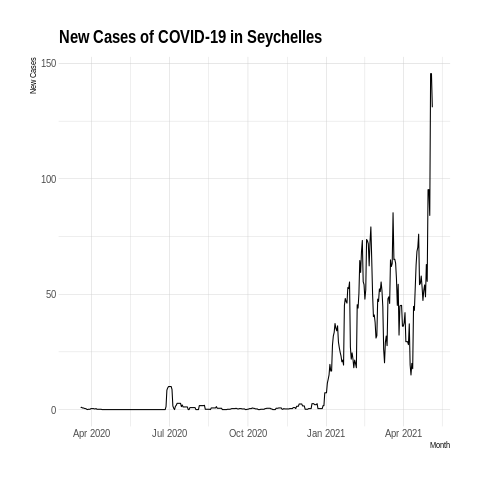 New Cases of COVID-19 in Seychelles
New Cases
150
100
50
0
Apr 2020 Jul 2020 Oct 2020 Jan 2021 Apr 2021
Month